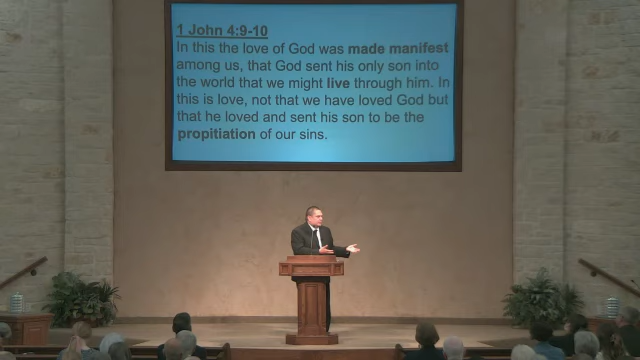 1 John 4:9-10
In this the love of God was made manifest
among us, that God sent his only son into
the world that we might live through him. In
this is love, not that we have loved God but
that he loved and sent his son to be the
propitiation of our sins.